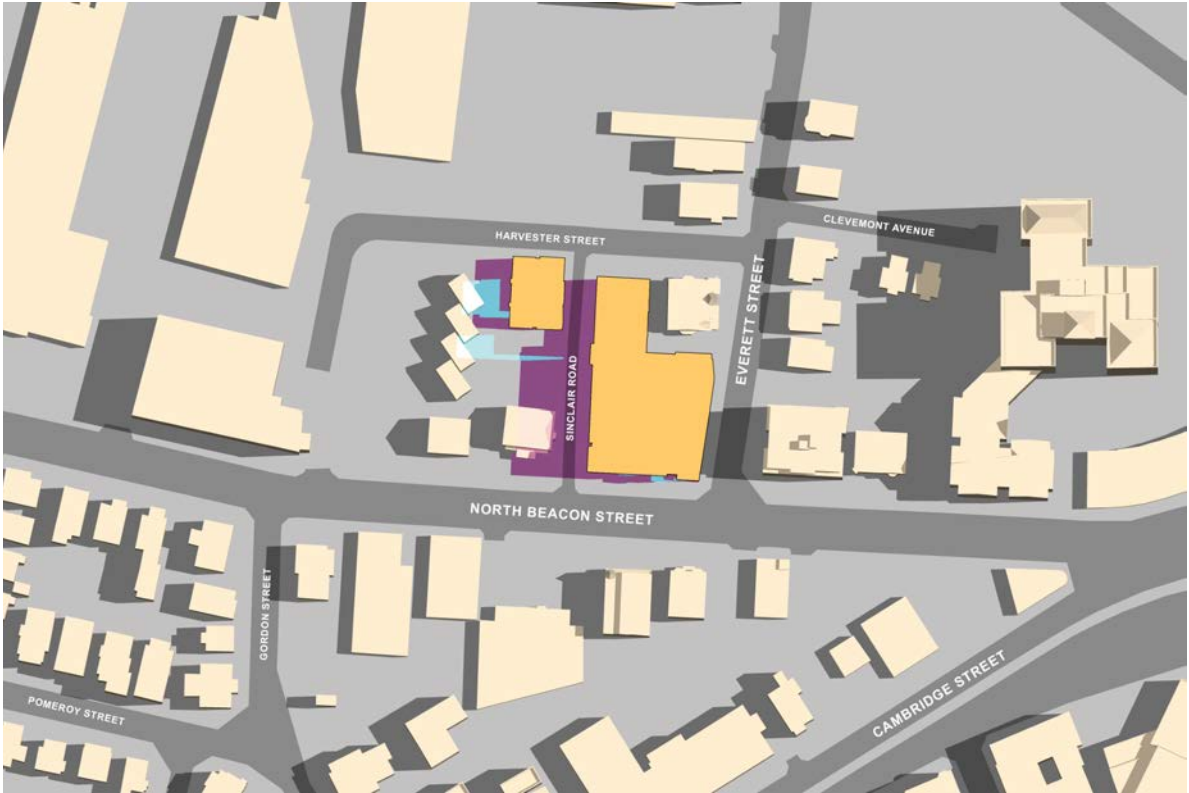 CLEVEMONT AVENUE
HARVESTER STREET
EVERETT STREET
SINCLAIR ROAD
NORTH BEACON STREET
GORDON STREET
CAMBRIDGE STREET
POMEROY STREET